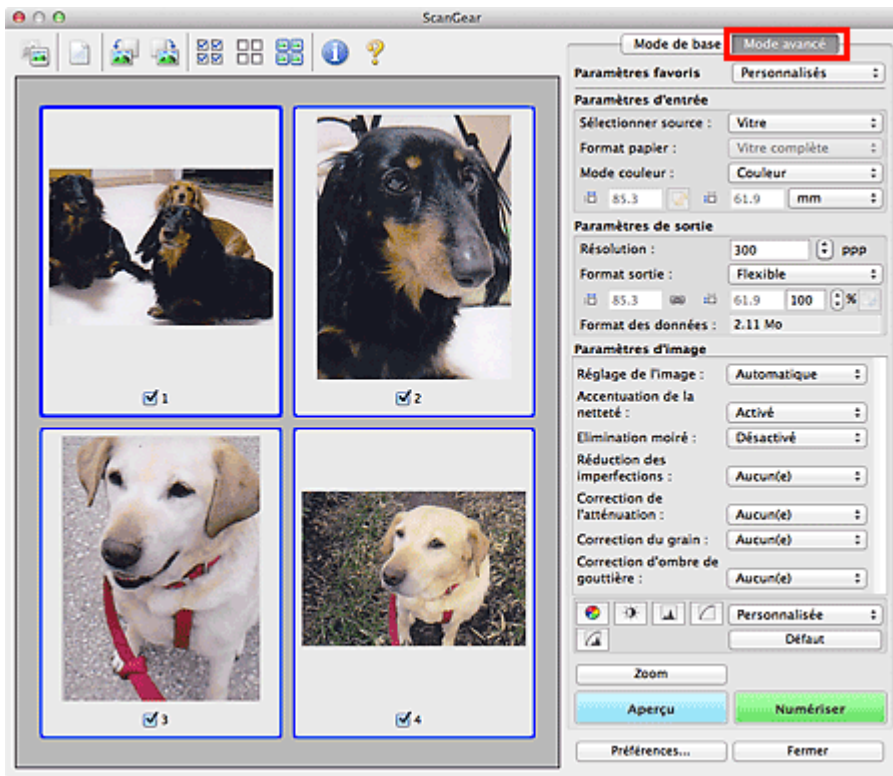 ScanGear
Mode de base Mode avancé
Paramètres favoris Personnalisés
Paramètres d'entrée
Sélectionner source : Vitre
Format papier : Vitre complète
Mode couleur : Couleur
85.3 61.9 mm
Paramètres de sortie
Résolution : 300 ppp
Format sortie : Flexible
85.3 61.9 100 %
Format des données : 2.11 Mo
Paramètres d'image
Réglage de l'image : Automatique
Accentuation de la
netteté : Activé
Elimination moiré : Désactivé
Réduction des
imperfections : Aucun(e)
Correction de
l'atténuation : Aucun(e)
Correction du grain : Aucun(e)
Correction d'ombre de
gouttière : Aucun(e)
Personnalisée
Défaut
Zoom
Aperçu Numériser
Préférences... Fermer
1
2
3
4